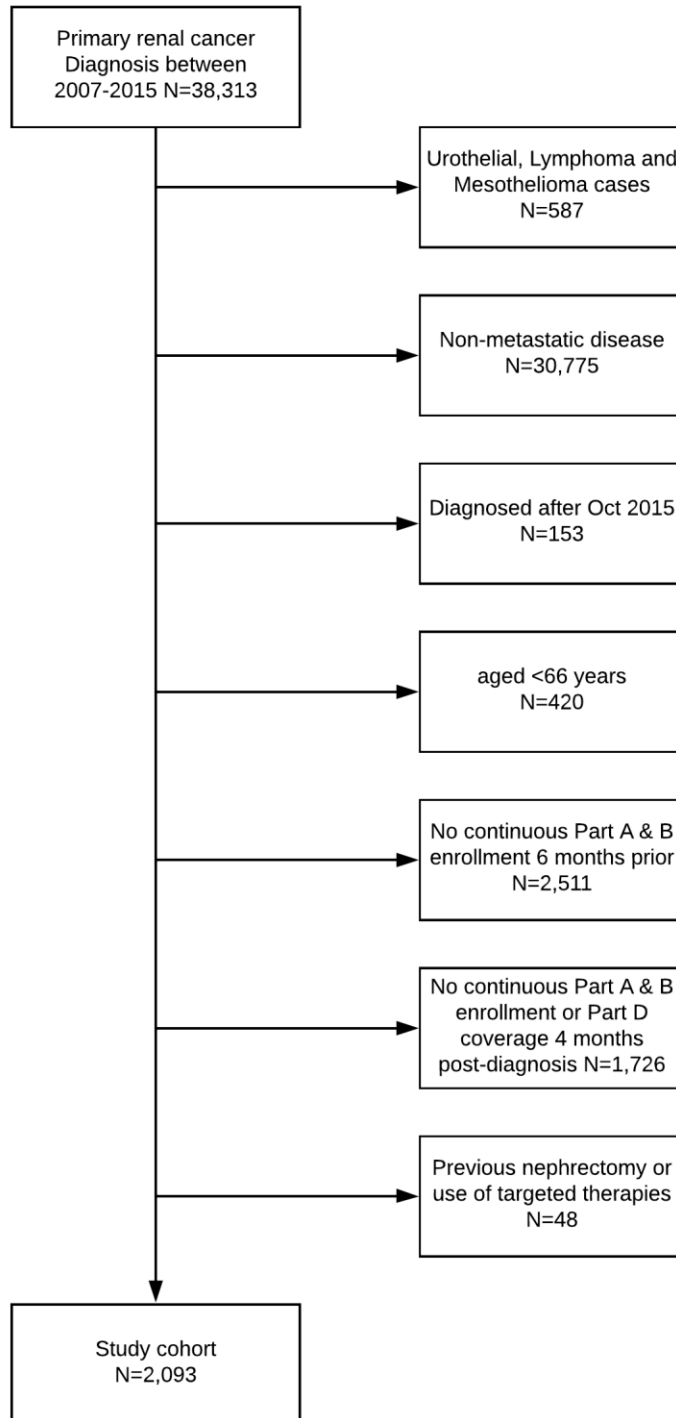 Primary renal cancer
Diagnosis between
2007-2015 N=38,313
Urothelial, Lymphoma and
Mesothelioma cases
N=587
Non-metastatic disease
N=30,775
Diagnosed after Oct 2015
N=153
aged <66 years
N=420
No continuous Part A & B
enrollment 6 months prior
N=2,511
No continuous Part A & B
enrollment or Part D
coverage 4 months
post-diagnosis N=1,726
Previous nephrectomy or
use of targeted therapies
N=48
Study cohort
N=2,093